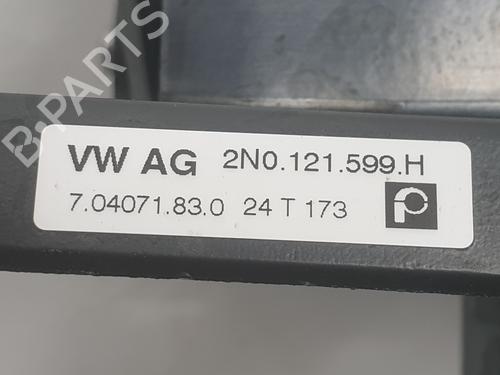 B-PARTS
VW AG 2N0.121.599.H
7.04071.83.0 24 T 173